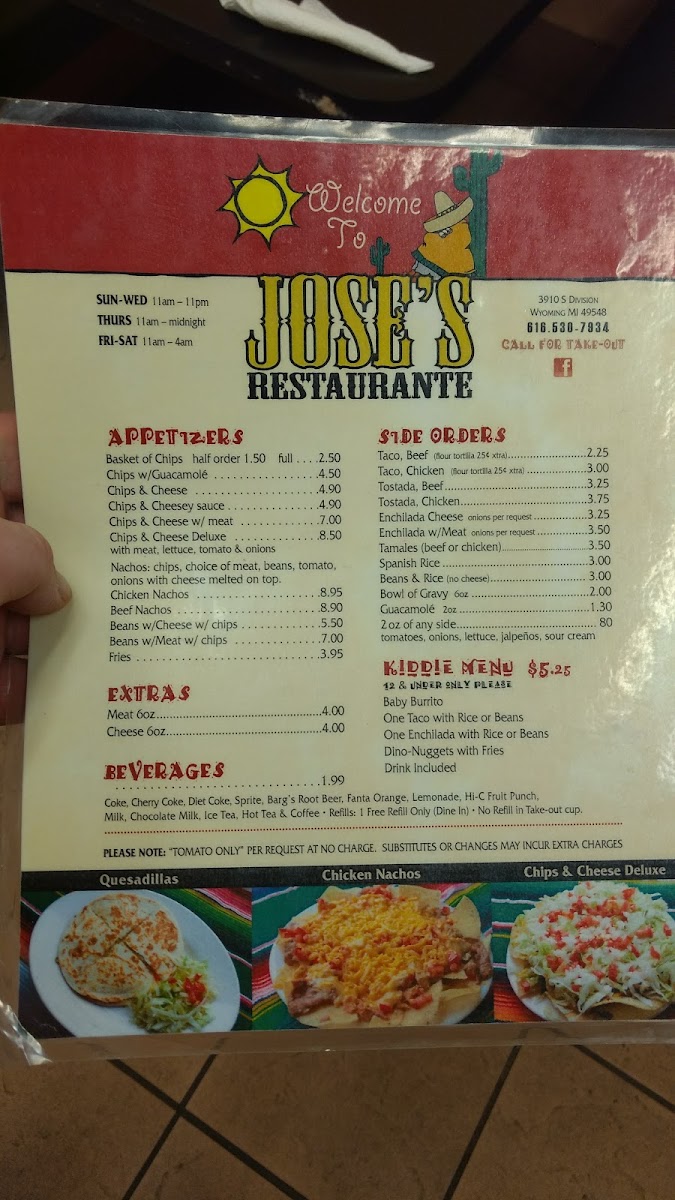 Welcome
To
JOSE'S
RESTAURANTE
SUN-WED 11am – 11pm
THURS 11am – midnight
FRI-SAT 11am – 4am
3910 S Division
Wyoming MI 49548
616.530-7934
CALL FOR TAKE-OUT
f
APPETIZERS
Basket of Chips half order 1.50 full ....2.50
Chips w/Guacamolé ..................4.50
Chips & Cheese .....................4.90
Chips & Cheesey sauce ................4.90
Chips & Cheese w/ meat ..............7.00
Chips & Cheese Deluxe ..............8.50
with meat, lettuce, tomato & onions
Nachos: chips, choice of meat, beans, tomato,
onions with cheese melted on top.
Chicken Nachos .....................8.95
Beef Nachos ........................8.90
Beans w/Cheese w/ chips ..............5.50
Beans w/Meat w/ chips ...............7.00
Fries ..............................3.95
EXTRAS
Meat 6oz..................................4.00
Cheese 6oz................................4.00
SIDE ORDERS
Taco, Beef (flour tortilla 25¢ xtra)..........................2.25
Taco, Chicken (flour tortilla 25¢ xtra) ...................3.00
Tostada, Beef..........................................3.25
Tostada, Chicken.......................................3.75
Enchilada Cheese onions per request................3.25
Enchilada w/Meat onions per request................3.50
Tamales (beef or chicken)............................3.50
Spanish Rice ..........................................3.00
Beans & Rice (no cheese)............................. 3.00
Bowl of Gravy 6oz ....................................2.00
Guacamolé 2oz .......................................1.30
2 oz of any side....................................... 80
tomatoes, onions, lettuce, jalpeños, sour cream
KIDDIE MENU $5.25
12 & UNDER ONLY PLEASE
Baby Burrito
One Taco with Rice or Beans
One Enchilada with Rice or Beans
Dino-Nuggets with Fries
Drink Included
BEVERAGES
..............................1.99
Coke, Cherry Coke, Diet Coke, Sprite, Barg's Root Beer, Fanta Orange, Lemonade, Hi-C Fruit Punch,
Milk, Chocolate Milk, Ice Tea, Hot Tea & Coffee • Refills: 1 Free Refill Only (Dine In) • No Refill in Take-out cup.
PLEASE NOTE: "TOMATO ONLY" PER REQUEST AT NO CHARGE. SUBSTITUTES OR CHANGES MAY INCUR EXTRA CHARGES
Quesadillas
Chicken Nachos
Chips & Cheese Deluxe